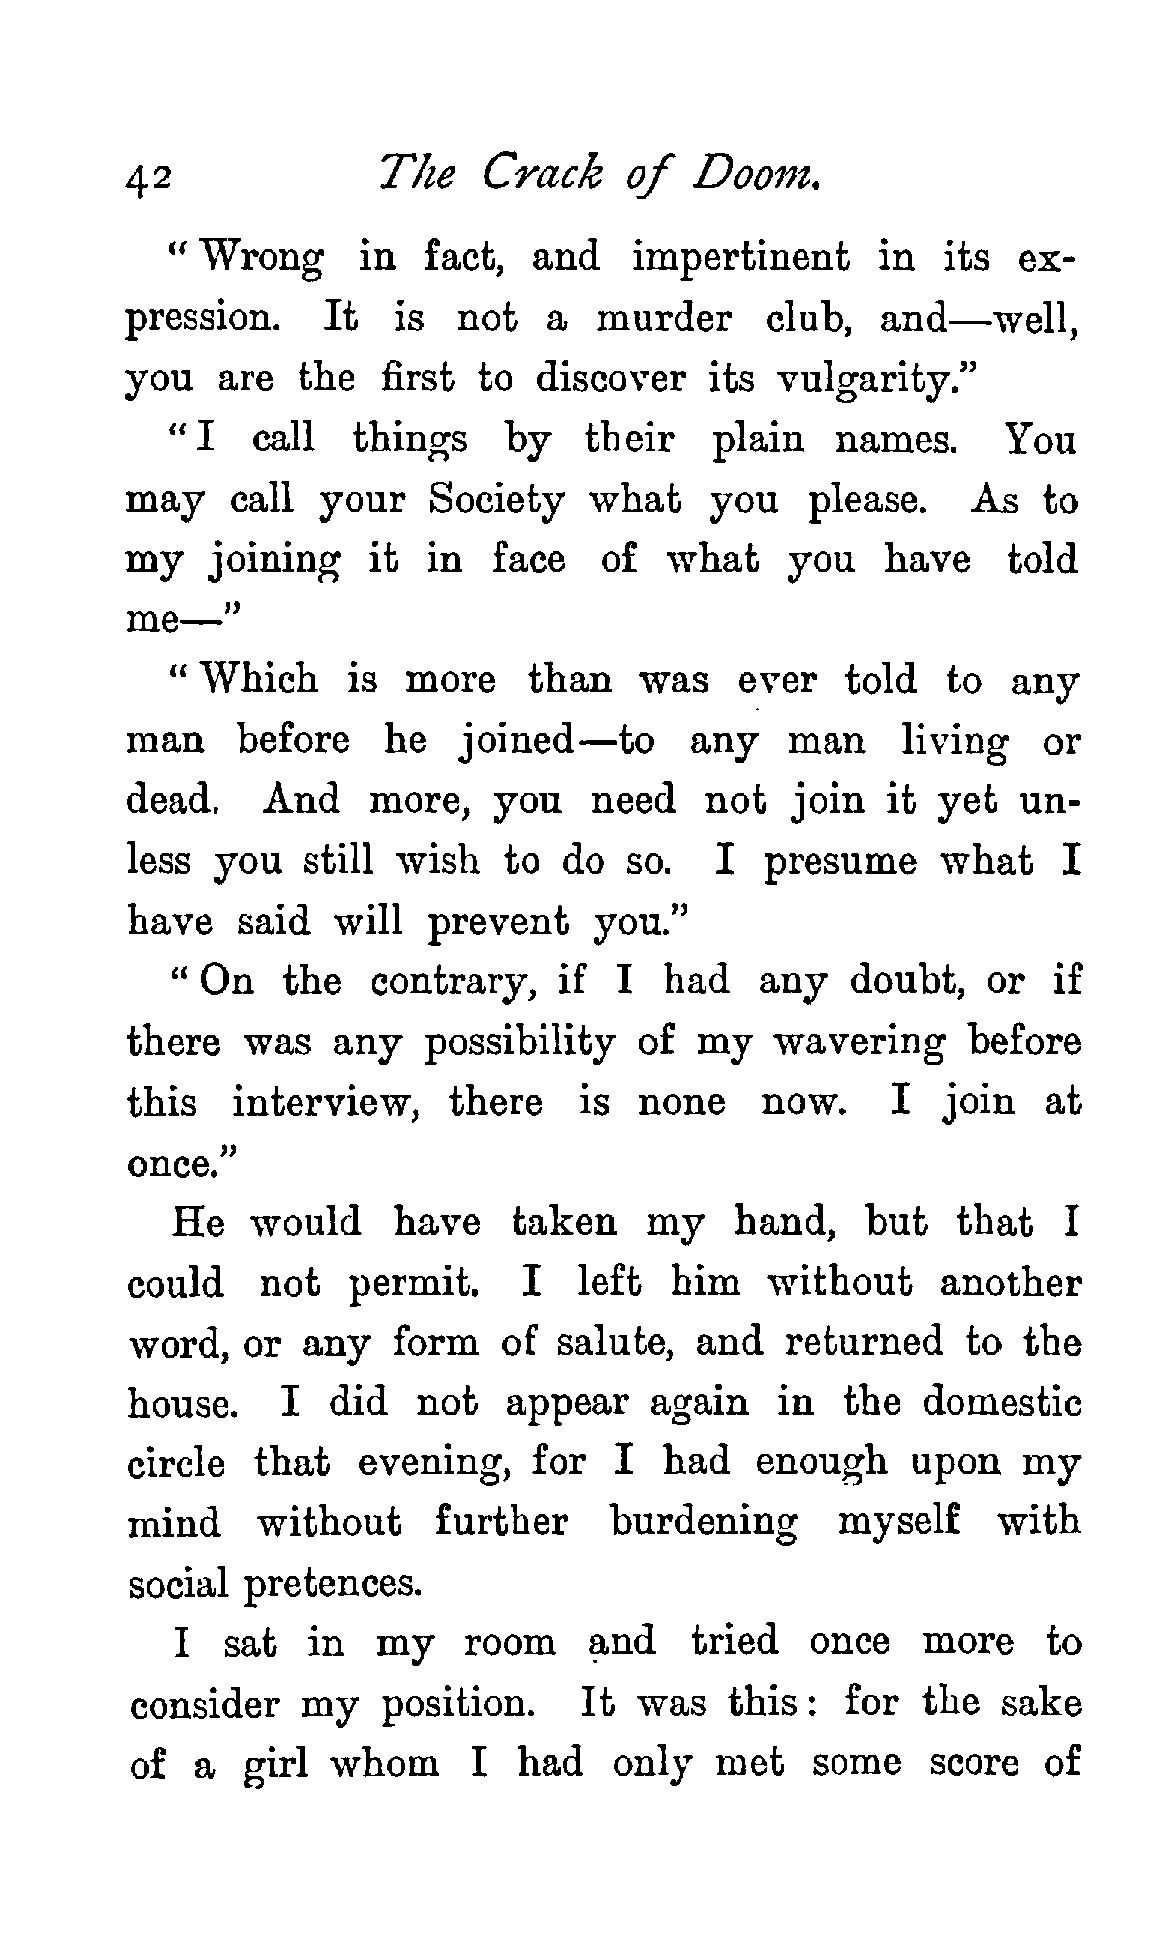 42 The Crack of Doom.
“Wrong in fact, and impertinent in its ex-
pression. It is not a murder club, and—well,
you are the first to discover its vulgarity.”
“I call things by their plain names. You
may call your Society what you please. As to
my joining it in face of what you have told
me—”
“Which is more than was ever told to any
man before he joined—to any man living or
dead. And more, you need not join it yet un-
less you still wish to do so. I presume what I
have said will prevent you.”
“On the contrary, if I had any doubt, or if
there was any possibility of my wavering before
this interview, there is none now. I join at
once.”
He would have taken my hand, but that I
could not permit. I left him without another
word, or any form of salute, and returned to the
house. I did not appear again in the domestic
circle that evening, for I had enough upon my
mind without further burdening myself with
social pretences.
I sat in my room and tried once more to
consider my position. It was this: for the sake
of a girl whom I had only met some score of